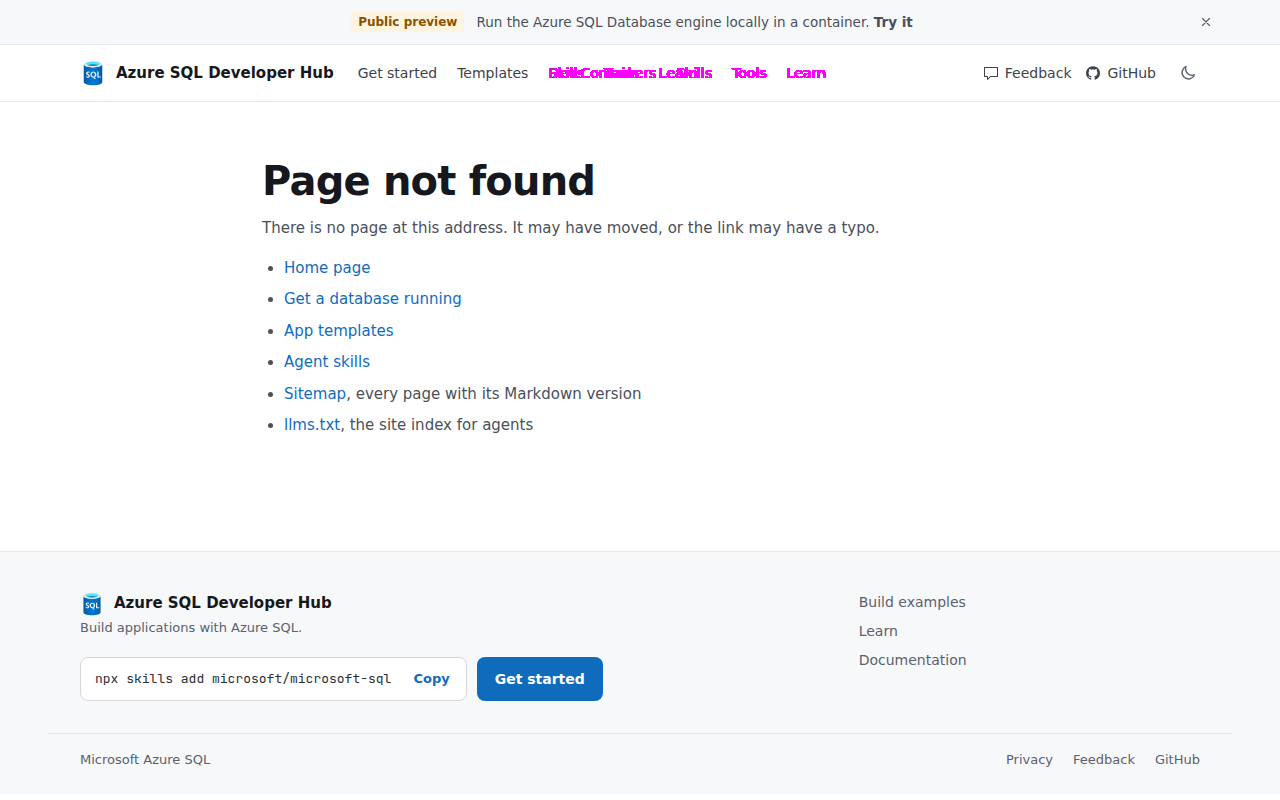 Public preview Run the Azure SQL Database engine locally in a container. Try it
Azure SQL Developer Hub Get started Templates Skills Tools Learn Feedback GitHub
Page not found
There is no page at this address. It may have moved, or the link may have a typo.
Home page
Get a database running
App templates
Agent skills
Sitemap, every page with its Markdown version
llms.txt, the site index for agents
Azure SQL Developer Hub
Build applications with Azure SQL.
npx skills add microsoft/microsoft-sql Copy Get started
Build examples
Learn
Documentation
Microsoft Azure SQL Privacy Feedback GitHub